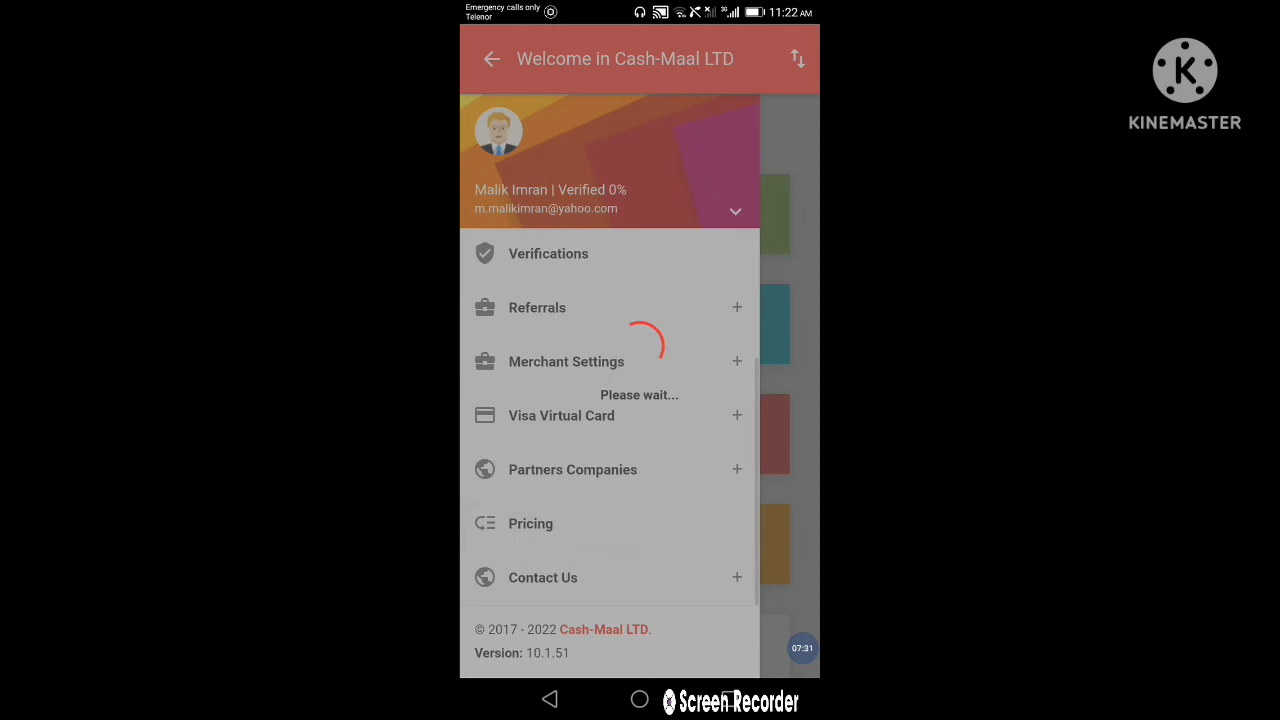 Emergency calls only
Telenor
3G
11:22 AM
Welcome in Cash-Maal LTD
K
KINEMASTER
Malik Imran | Verified 0%
m.malikimran@yahoo.com
Verifications
Referrals +
Merchant Settings +
Please wait...
Visa Virtual Card +
Partners Companies +
Pricing
Contact Us +
© 2017 - 2022 Cash-Maal LTD.
Version: 10.1.51
07:31
Screen Recorder